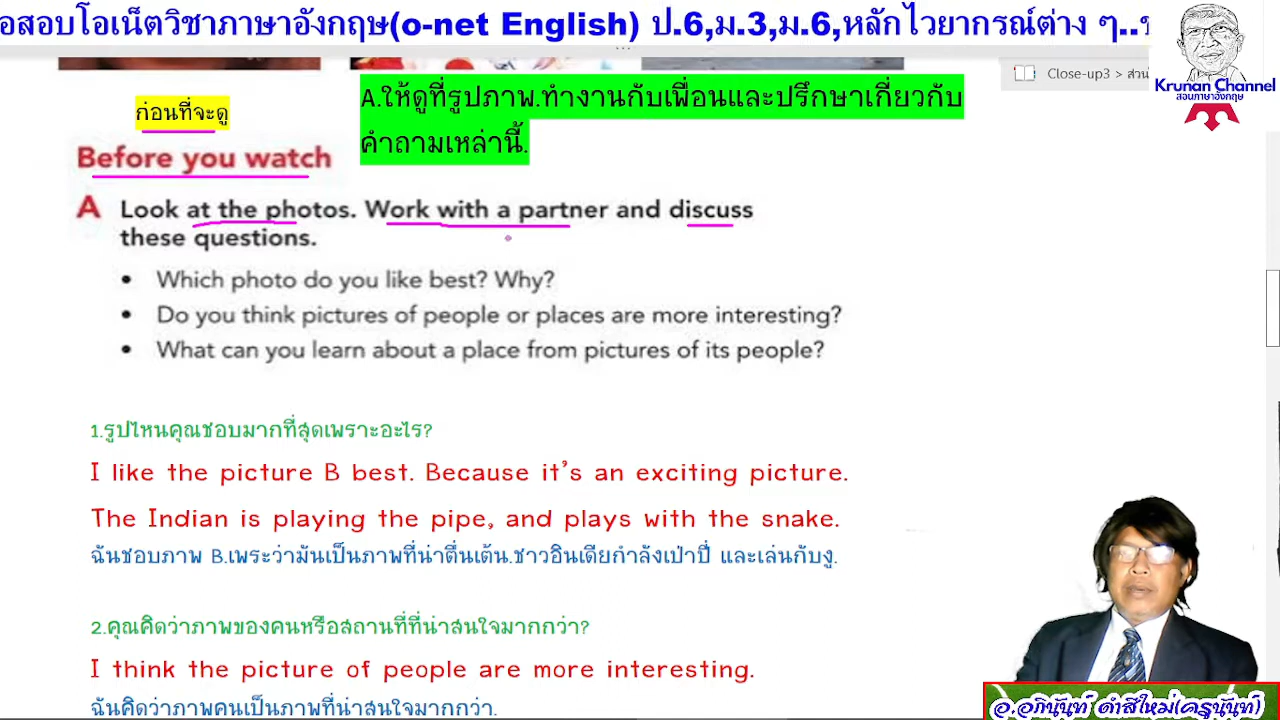 อสอบโอเน็ตวิชาภาษาอังกฤษ(o-net English) ป.6,ม.3,ม.6,หลักไวยากรณ์ต่าง ๆ..
Close-up3 > ส่วน
Krunan Channel
สอนภาษาอังกฤษ
ก่อนที่จะดู
A.ให้ดูที่รูปภาพ.ทำงานกับเพื่อนและปรึกษาเกี่ยวกับ
คำถามเหล่านี้.
Before you watch
A Look at the photos. Work with a partner and discuss
these questions.
• Which photo do you like best? Why?
• Do you think pictures of people or places are more interesting?
• What can you learn about a place from pictures of its people?
1.รูปไหนคุณชอบมากที่สุดเพราะอะไร?
I like the picture B best. Because it's an exciting picture.
The Indian is playing the pipe, and plays with the snake.
ฉันชอบภาพ B.เพระว่ามันเป็นภาพที่น่าตื่นเต้น.ชาวอินเดียกำลังเป่าปี่ และเล่นกับงู.
2.คุณคิดว่าภาพของคนหรือสถานที่ที่น่าสนใจมากกว่า?
I think the picture of people are more interesting.
ฉันคิดว่าภาพคนเป็นภาพที่น่าสนใจมากกว่า.
อ.อภินันท์ ดำสีใหม่(ครูนันท์)